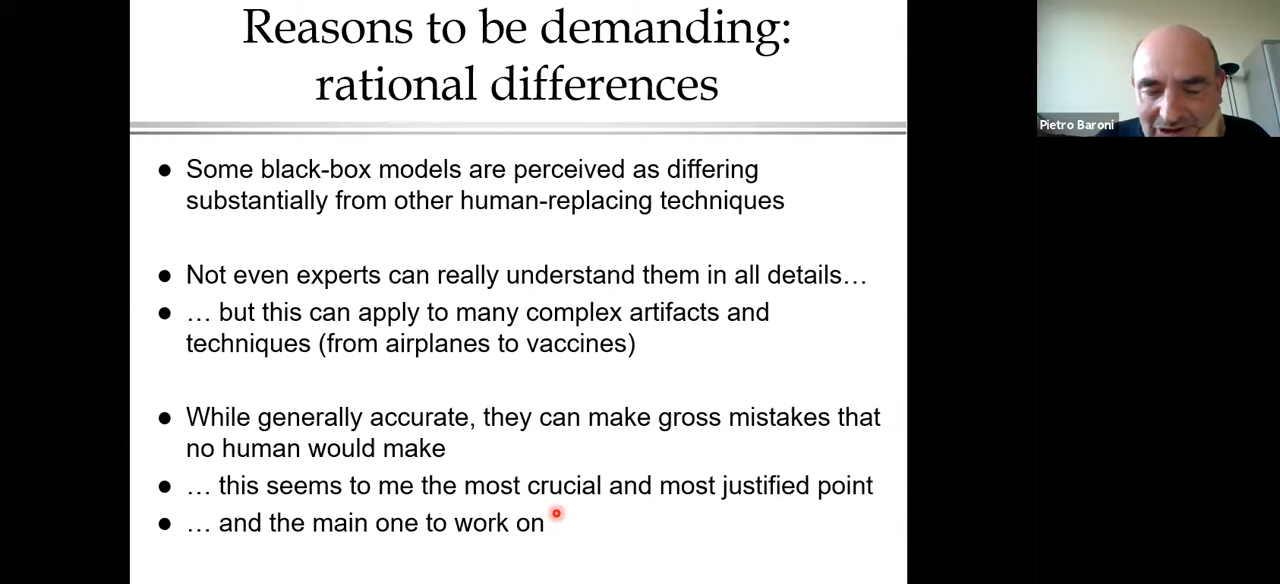 Reasons to be demanding:
rational differences
Pietro Baroni
● Some black-box models are perceived as differing
substantially from other human-replacing techniques
● Not even experts can really understand them in all details…
● … but this can apply to many complex artifacts and
techniques (from airplanes to vaccines)
● While generally accurate, they can make gross mistakes that
no human would make
● … this seems to me the most crucial and most justified point
● … and the main one to work on